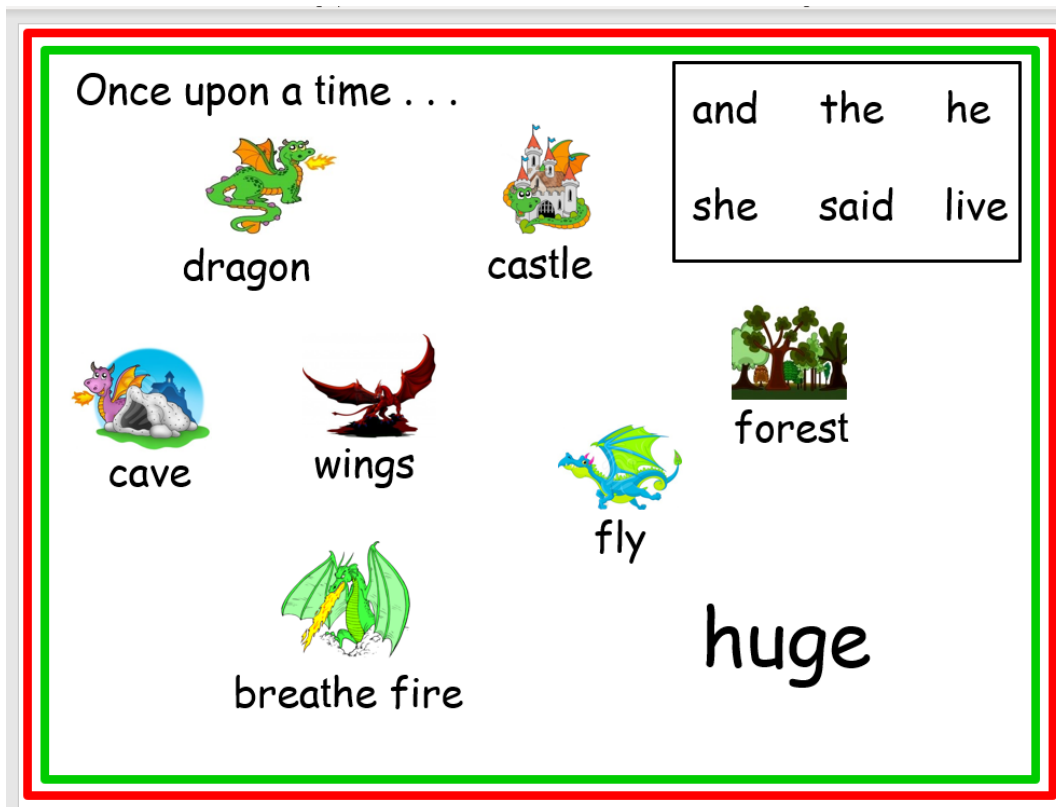 Once upon a time . . .
and the he
she said live
dragon
castle
forest
cave
wings
fly
breathe fire
huge